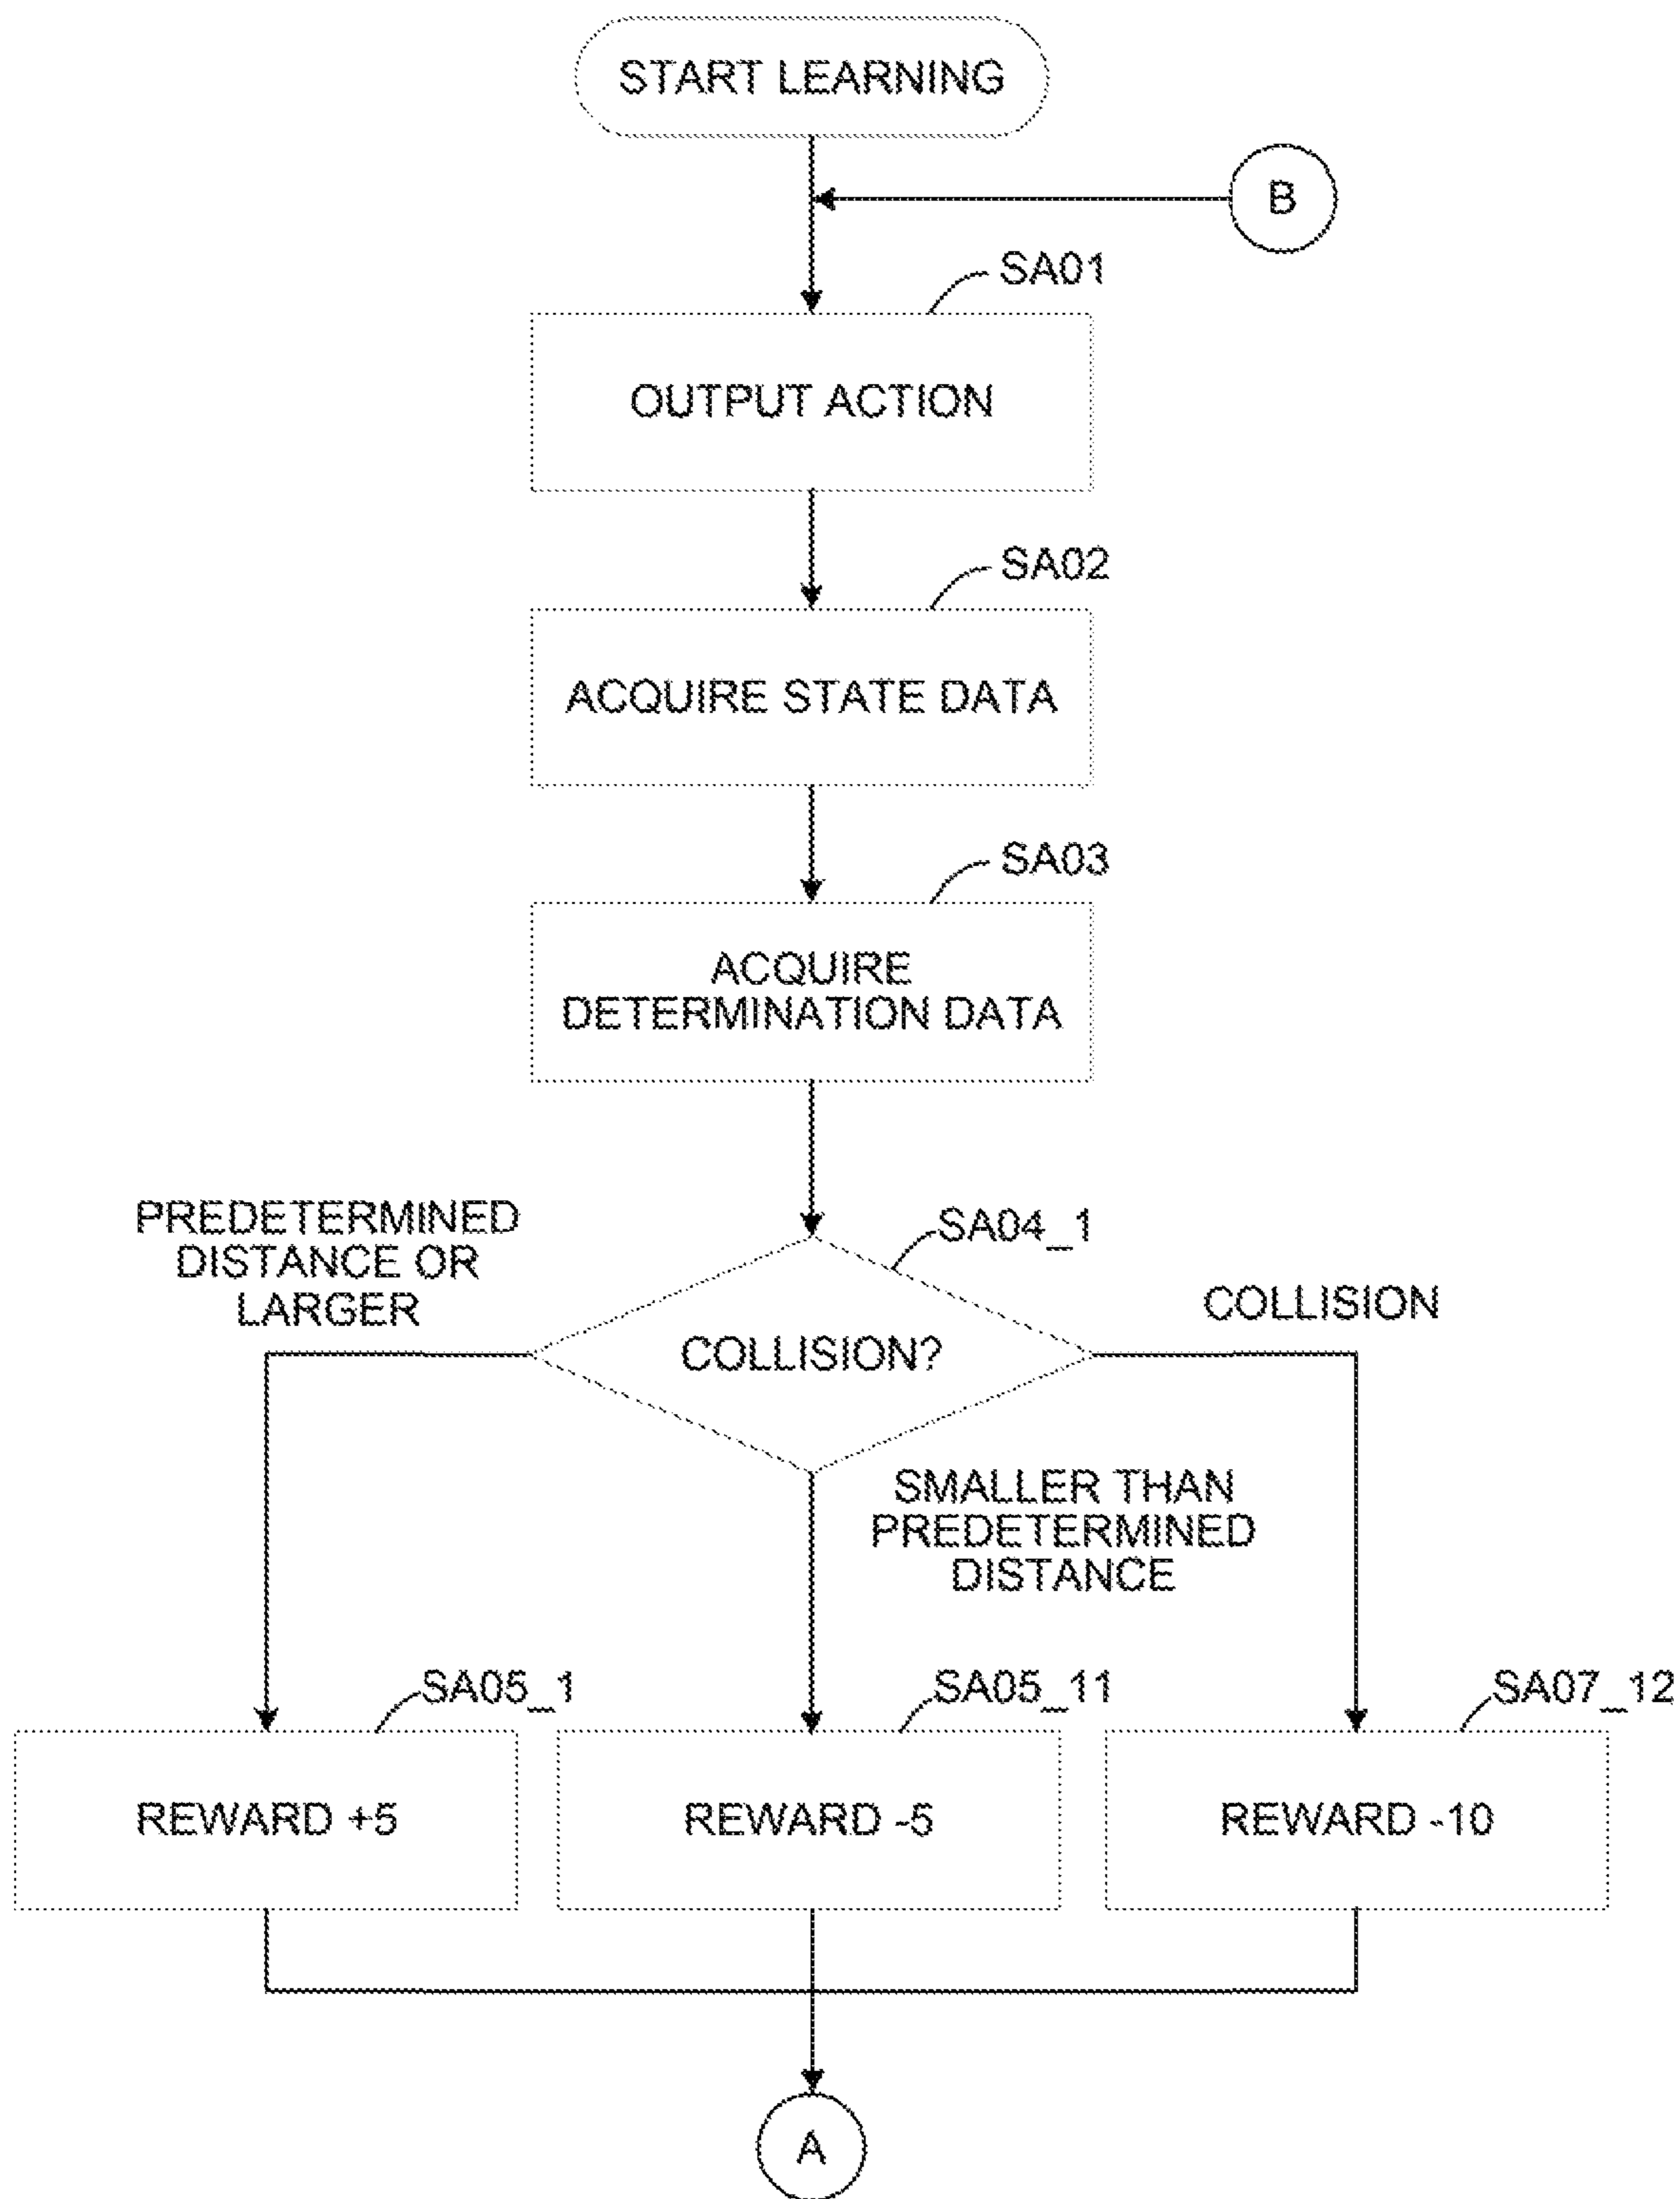 START LEARNING
B
SA01
OUTPUT ACTION
SA02
ACQUIRE STATE DATA
SA03
ACQUIRE
DETERMINATION DATA
PREDETERMINED
DISTANCE OR
LARGER
SA04_1
COLLISION
COLLISION?
SMALLER THAN
PREDETERMINED
DISTANCE
SA05_1
SA05_11
SA07_12
REWARD +5
REWARD -5
REWARD -10
A